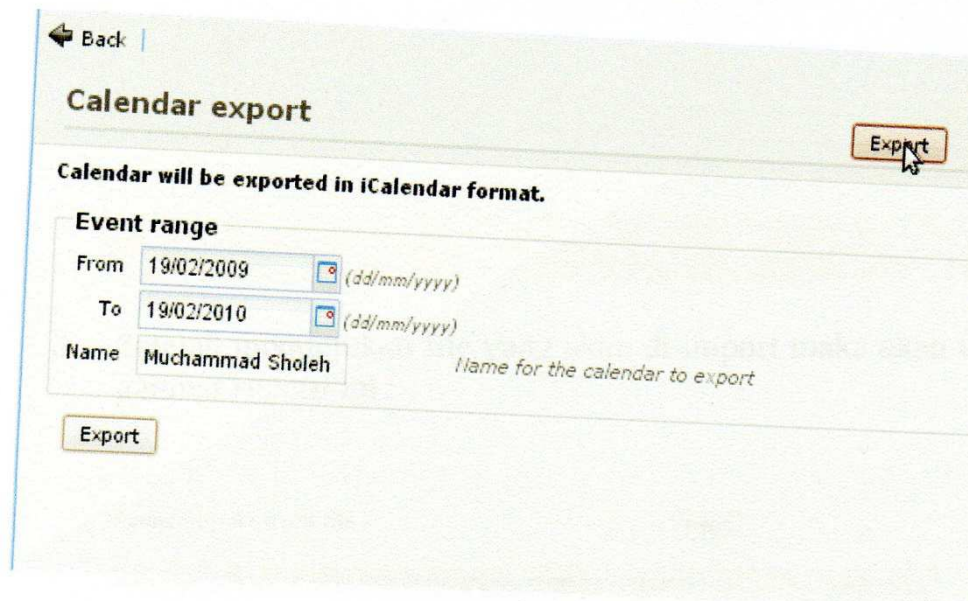 Back
Calendar export
Export
Calendar will be exported in iCalendar format.
Event range
From 19/02/2009 (dd/mm/yyyy)
To 19/02/2010 (dd/mm/yyyy)
Name Muchammad Sholeh Name for the calendar to export
Export